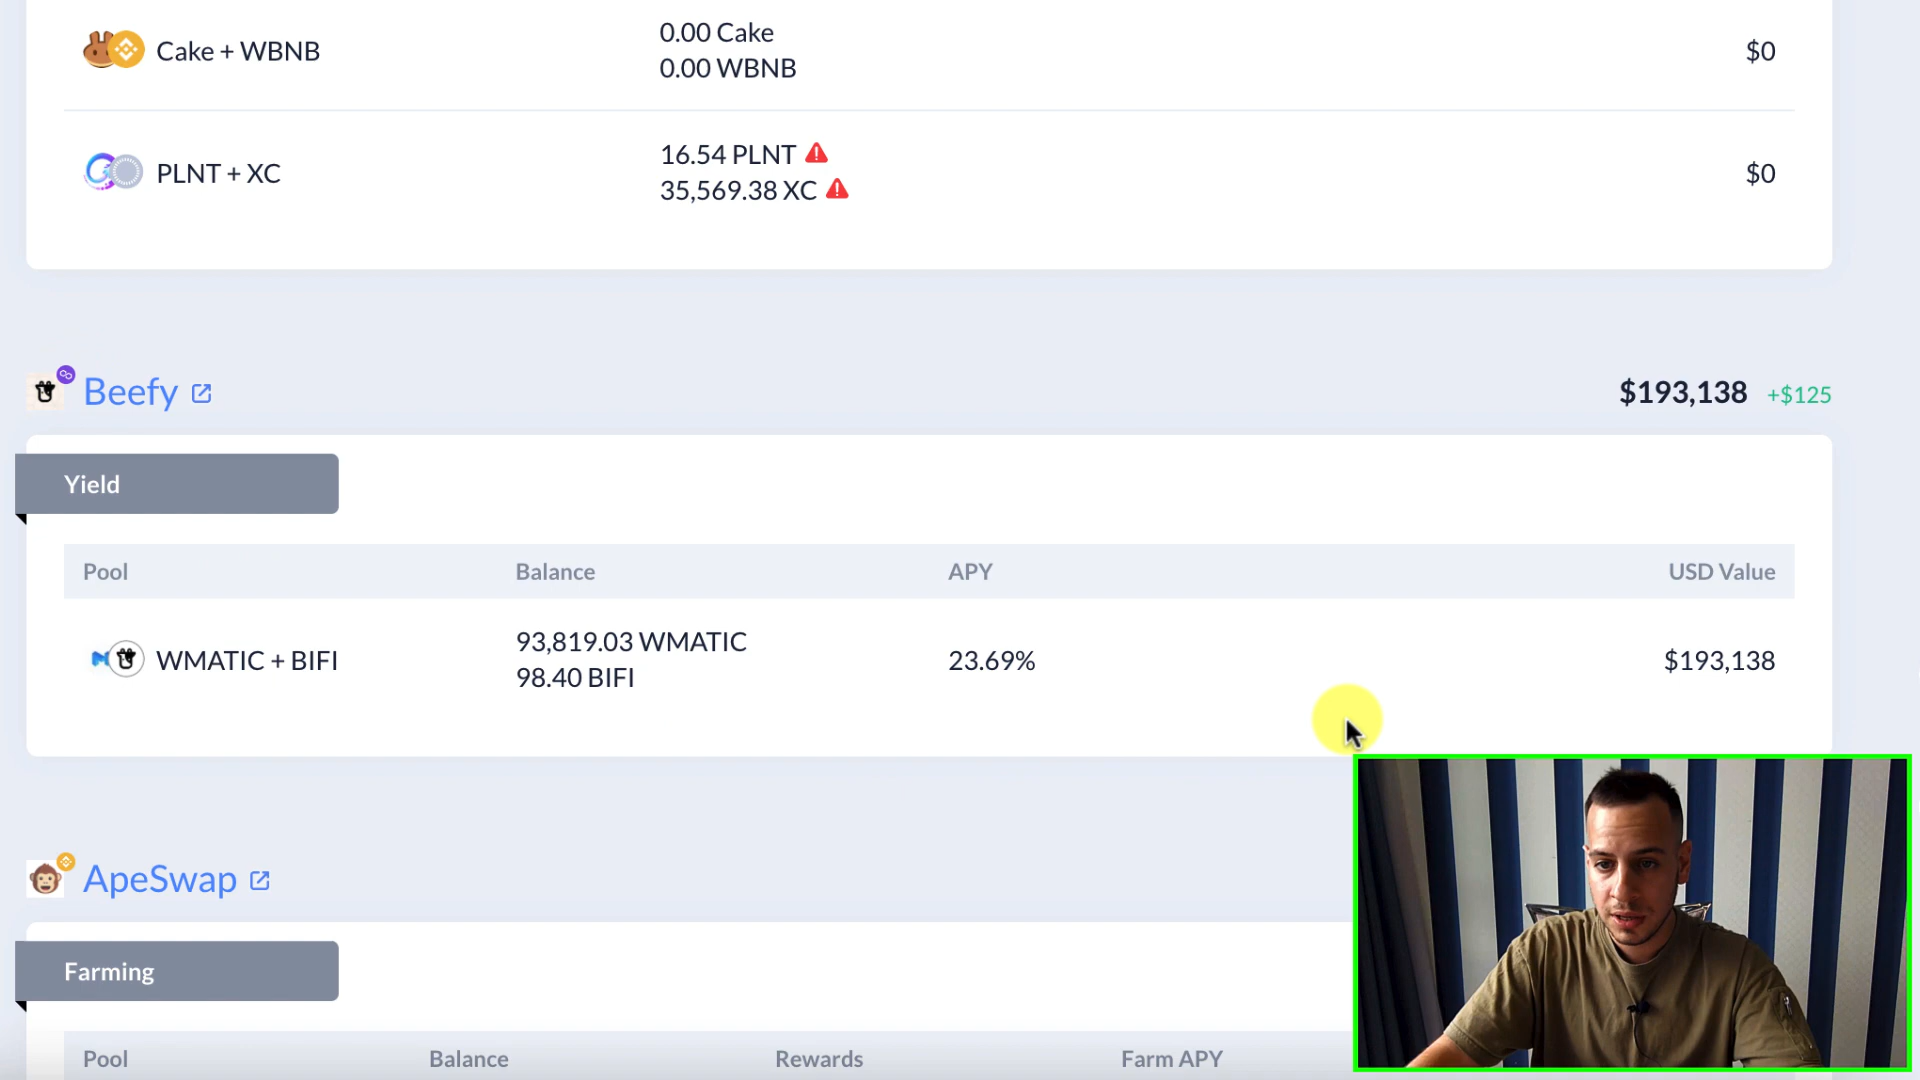 Cake + WBNB
0.00 Cake
0.00 WBNB
$0
PLNT + XC
16.54 PLNT
35,569.38 XC
$0
Beefy
$193,138 +$125
Yield
Pool Balance APY USD Value
WMATIC + BIFI
93,819.03 WMATIC
98.40 BIFI
23.69%
$193,138
ApeSwap
Farming
Pool Balance Rewards Farm APY